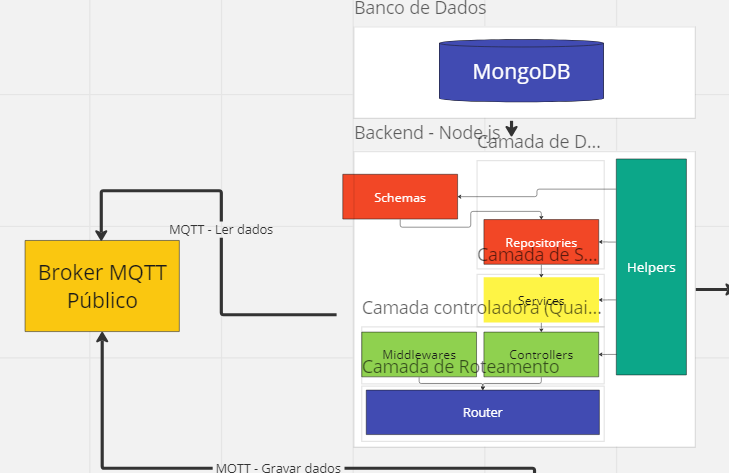 Banco de Dados
MongoDB
Backend - Node.js
Camada de D...
Schemas
MQTT - Ler dados
Repositories
Camada de S...
Broker MQTT
Público
Helpers
Services
Camada controladora (Quai...
Middlewares
Controllers
Camada de Roteamento
Router
MQTT - Gravar dados